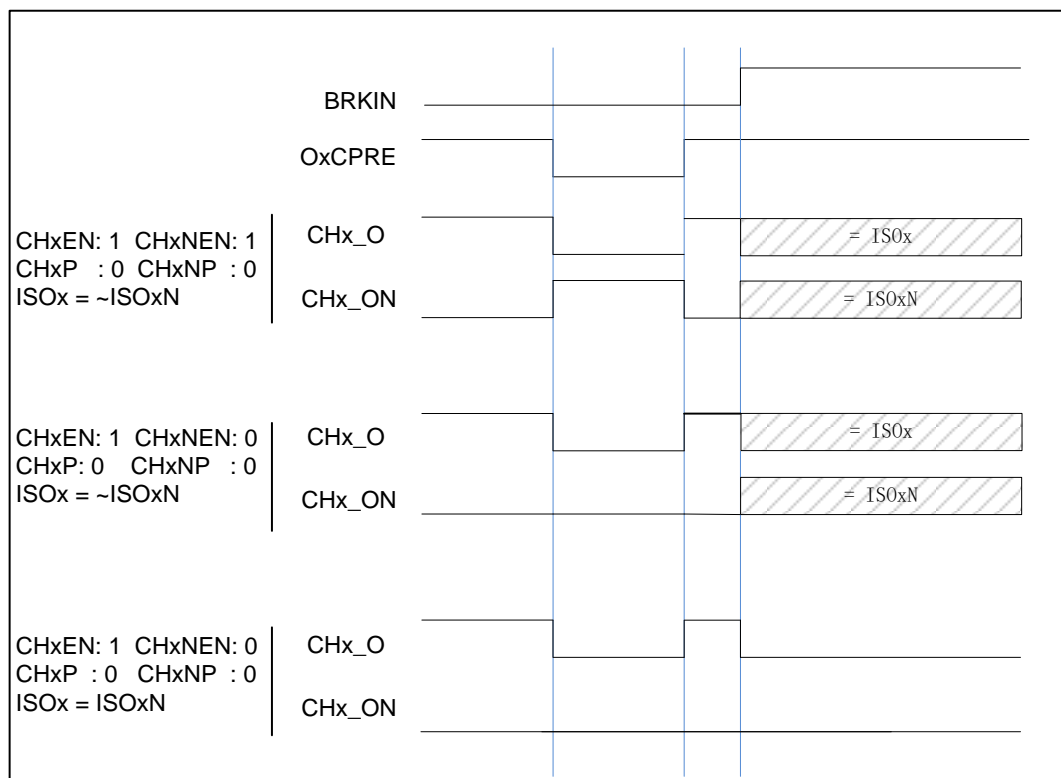 BRKIN
OxCPRE
CHxEN: 1 CHxNEN: 1
CHxP : 0 CHxNP : 0
ISOx = ~ISOxN
CHx_O
= ISOx
CHx_ON
= ISOxN
CHxEN: 1 CHxNEN: 0
CHxP: 0 CHxNP : 0
ISOx = ~ISOxN
CHx_O
= ISOx
CHx_ON
= ISOxN
CHxEN: 1 CHxNEN: 0
CHxP : 0 CHxNP : 0
ISOx = ISOxN
CHx_O
CHx_ON